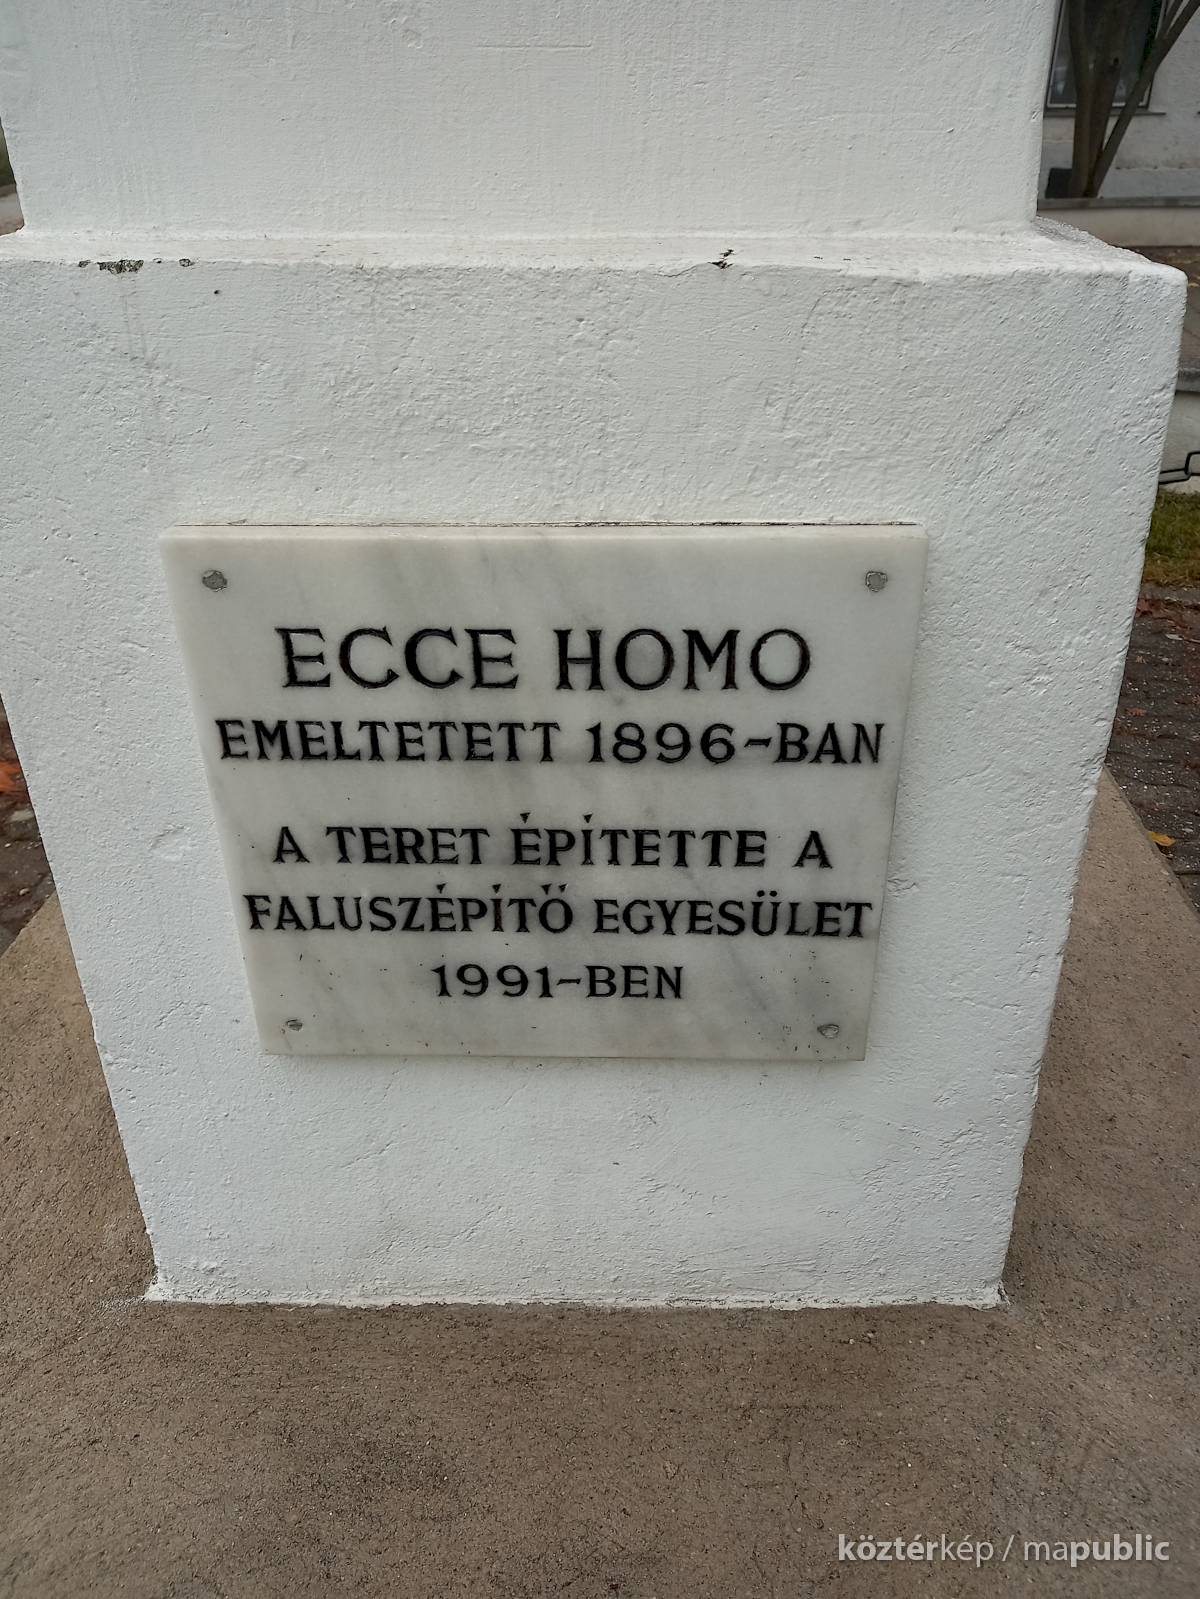 ECCE HOMO
EMELTETETT 1896-BAN
A TERET ÉPÍTETTE A
FALUSZÉPÍTŐ EGYESÜLET
1991-BEN
köztérkép / mapublic